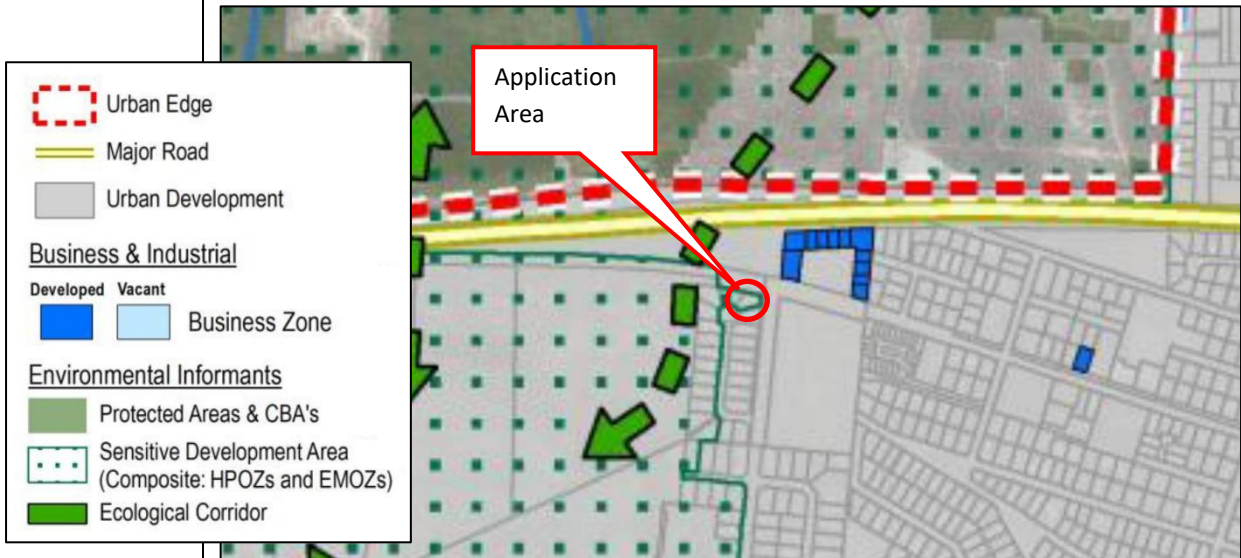 Application
Area
Urban Edge
Major Road
Urban Development
Business & Industrial
Developed Vacant
Business Zone
Environmental Informants
Protected Areas & CBA's
Sensitive Development Area
(Composite: HPOZs and EMOZs)
Ecological Corridor